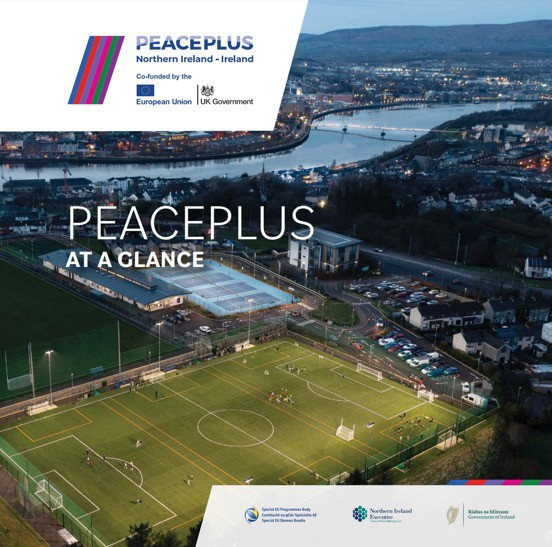 PEACEPLUS
Northern Ireland - Ireland
Co-funded by the
European Union
UK Government
PEACEPLUS
AT A GLANCE
Special EU Programmes Body
Comhlacht na gClár Speisialta AE
Special EU Skemes Boadie
Northern Ireland
Executive
Rialtas na hÉireann
Government of Ireland